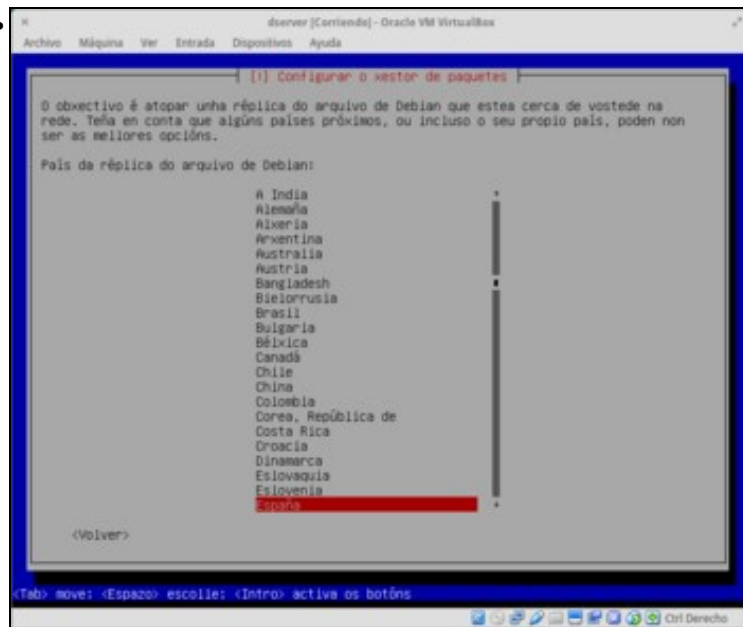 dserver [Corriendo] - Oracle VM VirtualBox
Archivo Máquina Ver Entrada Dispositivos Ayuda
[!] Configurar o xestor de paquetes
O obxectivo é atopar unha réplica do arquivo de Debian que estea cerca de vostede na
rede. Teña en conta que algúns países próximos, ou incluso o seu propio país, poden non
ser as mellores opcións.
País da réplica do arquivo de Debian:
A India
Alemaña
Alxeria
Arxentina
Australia
Austria
Bangladesh
Bielorrusia
Brasil
Bulgaria
Bélxica
Canadá
Chile
China
Colombia
Corea, República de
Costa Rica
Croacia
Dinamarca
Eslovaquia
Eslovenia
España
<Volver>
<Tab> move; <Espazo> escolle; <Intro> activa os botóns
Ctrl Derecho